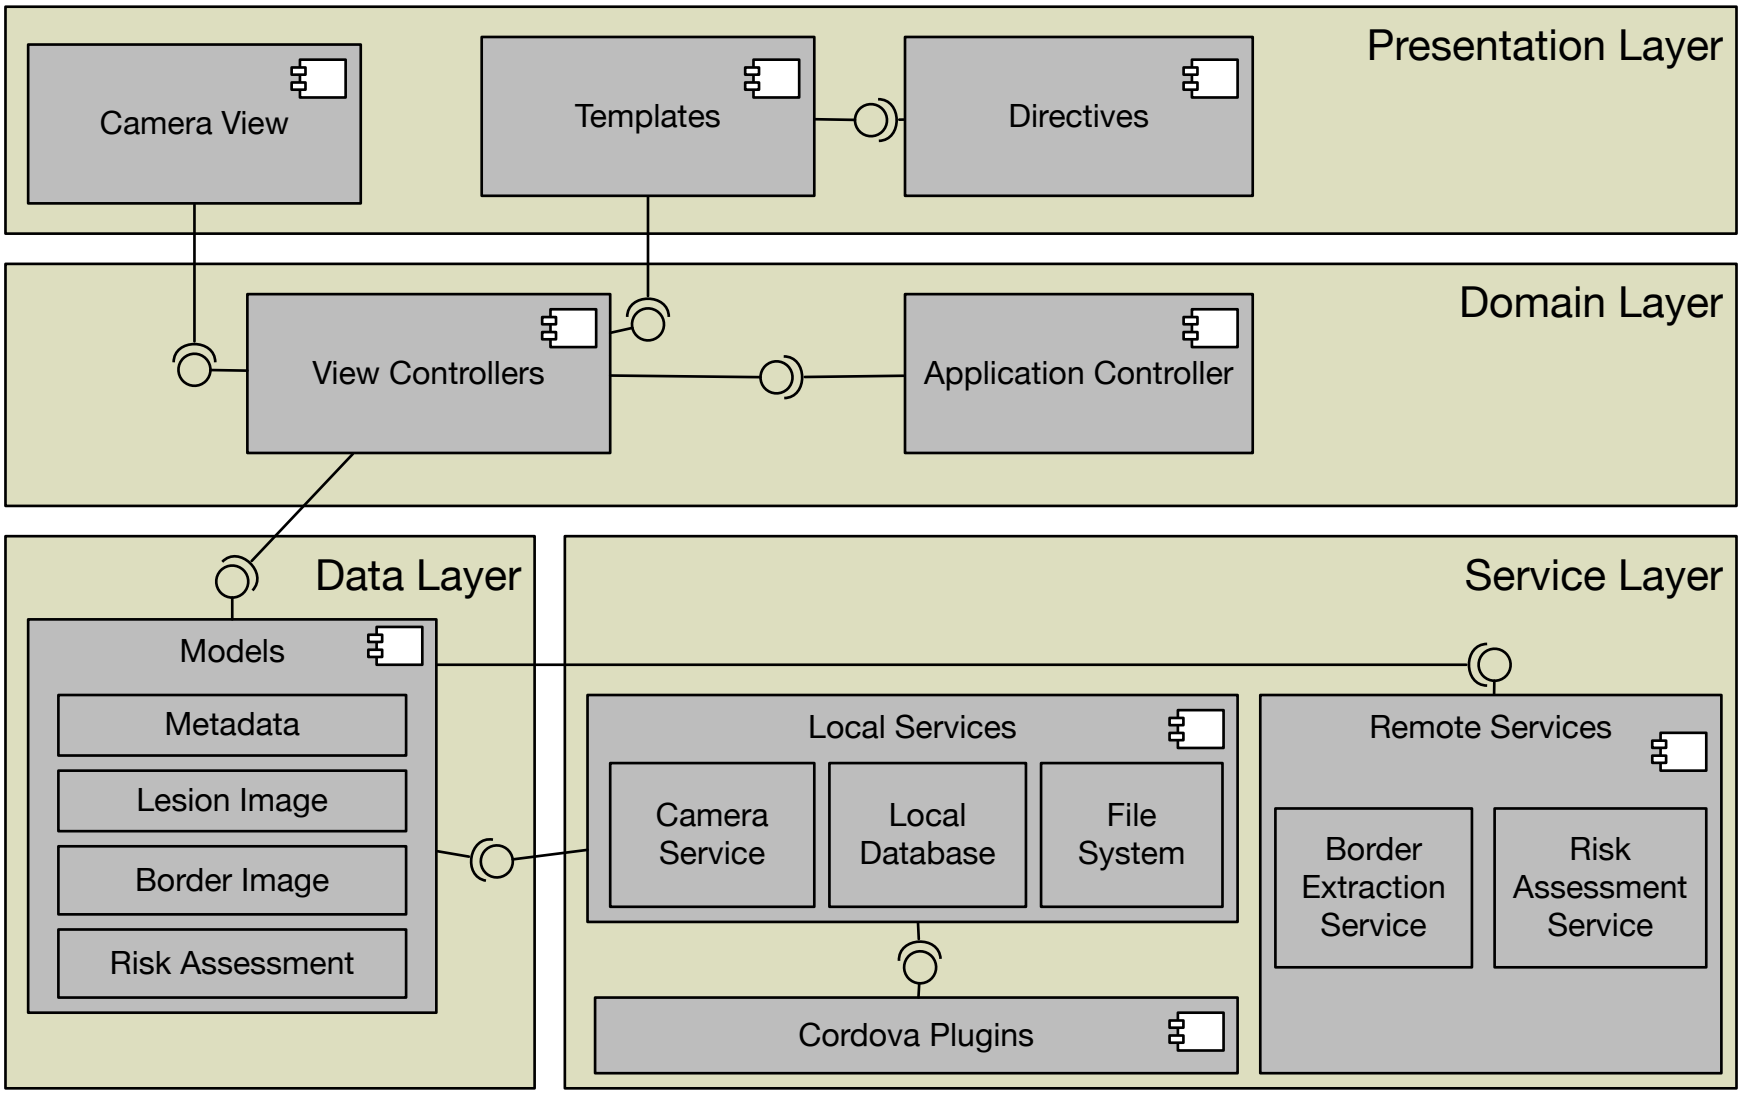 Presentation Layer
Camera View
Templates
Directives
Domain Layer
View Controllers
Application Controller
Data Layer
Models
Metadata
Lesion Image
Border Image
Risk Assessment
Service Layer
Local Services
Camera
Service
Local
Database
File
System
Cordova Plugins
Remote Services
Border
Extraction
Service
Risk
Assessment
Service